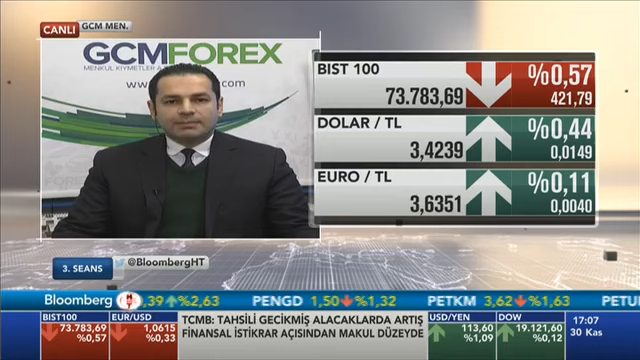 CANLI
GCM MEN.
GCMFOREX
MENKUL KIYMETLER A.
www. .com
BIST 100
73.783,69
%0,57
421,79
DOLAR / TL
3,4239
%0,44
0,0149
EURO / TL
3,6351
%0,11
0,0040
3. SEANS
@BloombergHT
Bloomberg HT
,39 %2,63 PENGD 1,50 %1,32 PETKM 3,62 %1,63 PETU
BIST100
73.783,69
%0,57
EUR/USD
1,0615
%0,33
TCMB: TAHSİLİ GECİKMİŞ ALACAKLARDA ARTIŞ
FİNANSAL İSTİKRAR AÇISINDAN MAKUL DÜZEYDE
USD/YEN
113,60
%1,09
DOW
19.121,60
%0,12
17:07
30 Kas